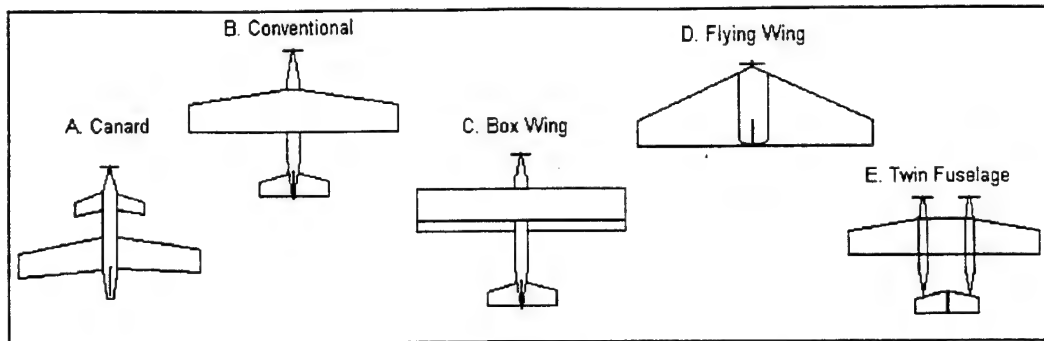 A. Canard
B. Conventional
C. Box Wing
D. Flying Wing
E. Twin Fuselage